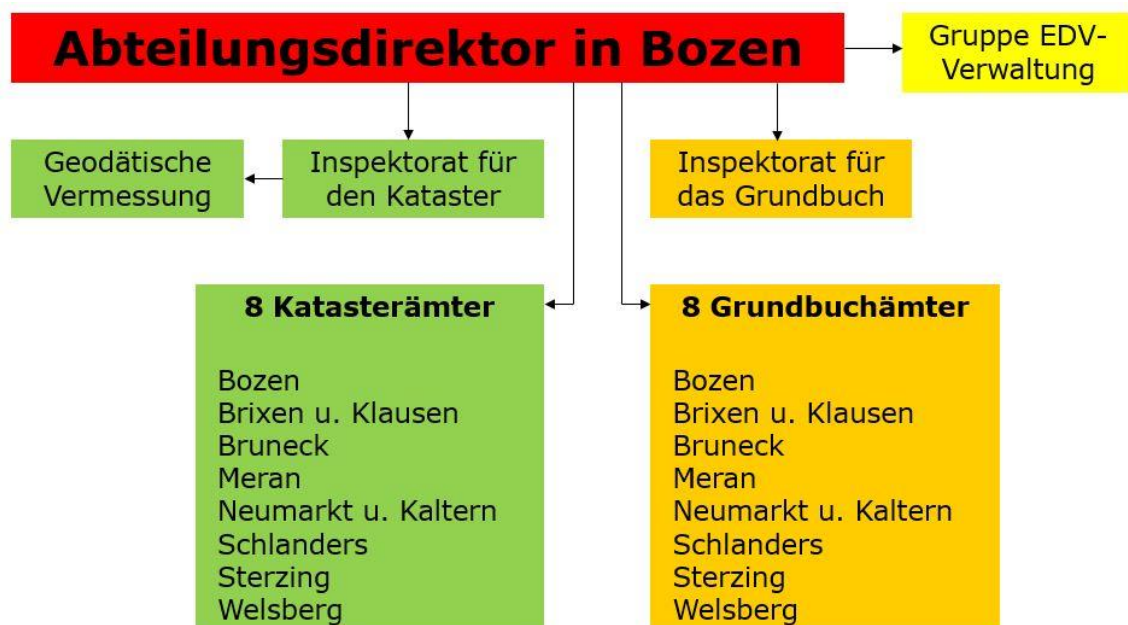 Abteilungsdirektor in Bozen
Gruppe EDV-
Verwaltung
Geodätische
Vermessung
Inspektorat für
den Kataster
Inspektorat für
das Grundbuch
8 Katasterämter
Bozen
Brixen u. Klausen
Bruneck
Meran
Neumarkt u. Kaltern
Schlanders
Sterzing
Welsberg
8 Grundbuchämter
Bozen
Brixen u. Klausen
Bruneck
Meran
Neumarkt u. Kaltern
Schlanders
Sterzing
Welsberg